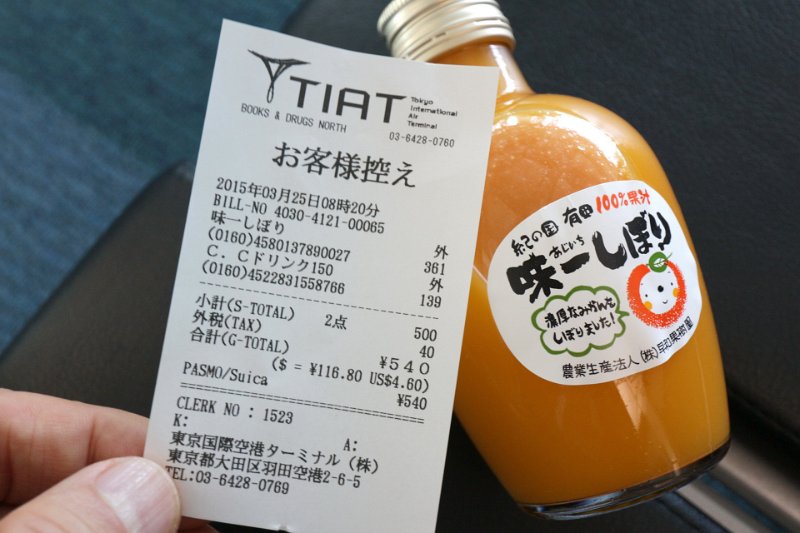 TIAT
Tokyo
International
Air
Terminal
BOOKS & DRUGS NORTH
03-6428-0760
お客様控え
2015年03月25日08時20分
BILL-NO 4030-4121-00065
味一しぼり
外
(0160)4580137890027 361
C．Cドリンク150
外
(0160)4522831558766 139
小計(S-TOTAL) 2点 500
外税(TAX) 40
合計(G-TOTAL) ¥５４０
($ = ¥116.80 US$4.60)
PASMO/Suica ¥540
CLERK NO : 1523
K: A:
東京国際空港ターミナル（株）
東京都大田区羽田空港2-6-5
TEL:03-6428-0769
紀の国 有田 100%果汁
あじいち
味一しぼり
濃厚なみかんを
しぼりました！
農業生産法人 (株)早和果樹園